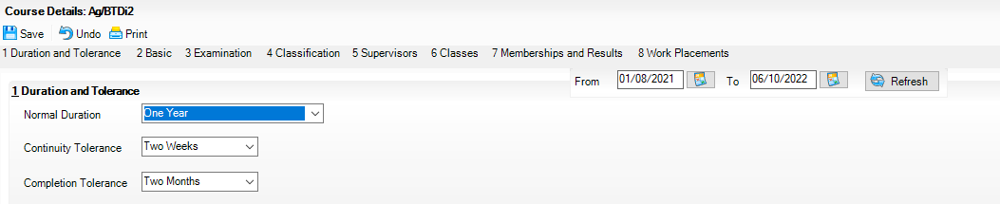 Course Details: Ag/BTDi2
Save Undo Print
1 Duration and Tolerance 2 Basic 3 Examination 4 Classification 5 Supervisors 6 Classes 7 Memberships and Results 8 Work Placements
From 01/08/2021 To 06/10/2022 Refresh
1 Duration and Tolerance
Normal Duration One Year
Continuity Tolerance Two Weeks
Completion Tolerance Two Months